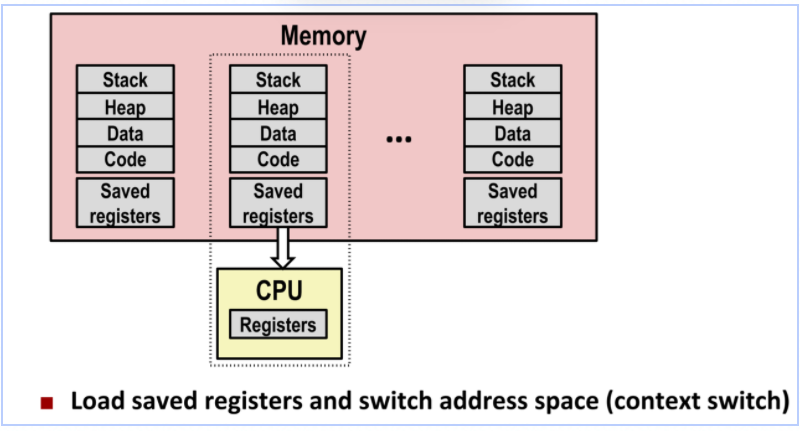 Memory
Stack
Heap
Data
Code
Saved
registers
Stack
Heap
Data
Code
Saved
registers
...
Stack
Heap
Data
Code
Saved
registers
CPU
Registers
■ Load saved registers and switch address space (context switch)